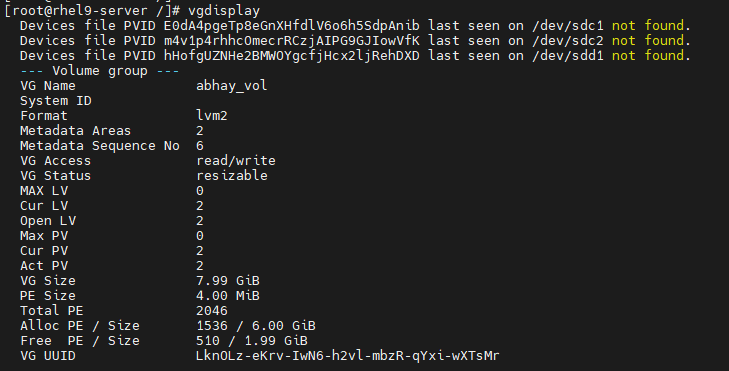 [root@rhel9-server /]# vgdisplay
  Devices file PVID E0dA4pgeTp8eGnXHfdlV6o6h5SdpAnib last seen on /dev/sdc1 not found.
  Devices file PVID m4v1p4rhhcOmecrRCzjAIPG9GJIowVfK last seen on /dev/sdc2 not found.
  Devices file PVID hHofgUZNHe2BMWOYgcfjHcx2ljRehDXD last seen on /dev/sdd1 not found.
  --- Volume group ---
  VG Name               abhay_vol
  System ID
  Format                lvm2
  Metadata Areas        2
  Metadata Sequence No  6
  VG Access             read/write
  VG Status             resizable
  MAX LV                0
  Cur LV                2
  Open LV               2
  Max PV                0
  Cur PV                2
  Act PV                2
  VG Size               7.99 GiB
  PE Size               4.00 MiB
  Total PE              2046
  Alloc PE / Size       1536 / 6.00 GiB
  Free  PE / Size       510 / 1.99 GiB
  VG UUID               LknOLz-eKrv-IwN6-h2vl-mbzR-qYxi-wXTsMr